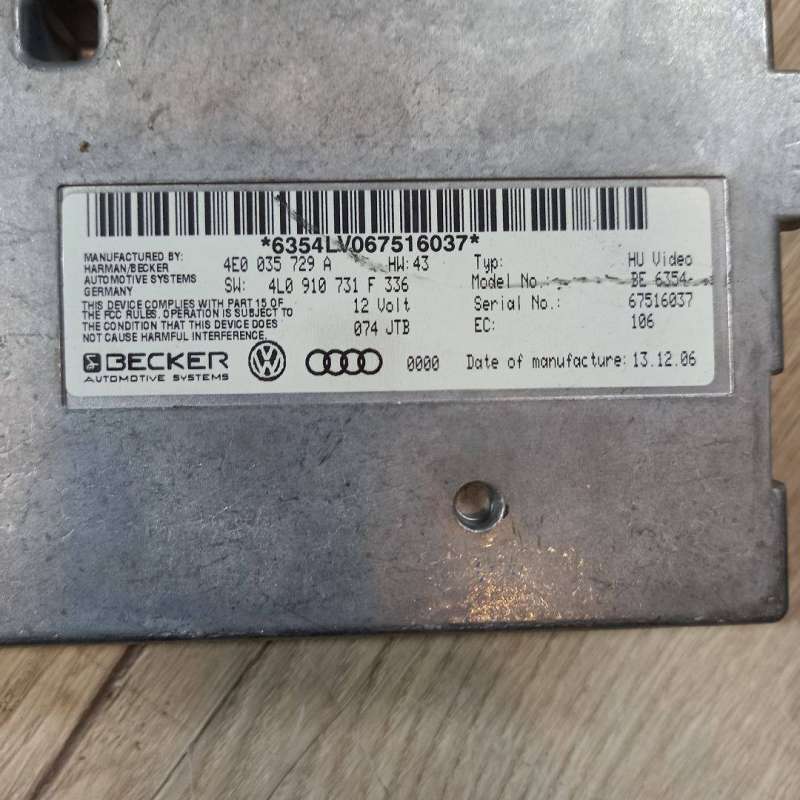 *6354LV067516037*
MANUFACTURED BY:
HARMAN/BECKER
AUTOMOTIVE SYSTEMS
GERMANY
4E0 035 729 A HW: 43
SW: 4L0 910 731 F 336
THIS DEVICE COMPLIES WITH PART 15 OF
THE FCC RULES. OPERATION IS SUBJECT TO
THE CONDITION THAT THIS DEVICE DOES
NOT CAUSE HARMFUL INTERFERENCE.
12 Volt
074 JTB
Typ: HU Video
Model No.: BE 6354-
Serial No.: 67516037
EC: 106
BECKER
AUTOMOTIVE SYSTEMS
0000 Date of manufacture: 13.12.06